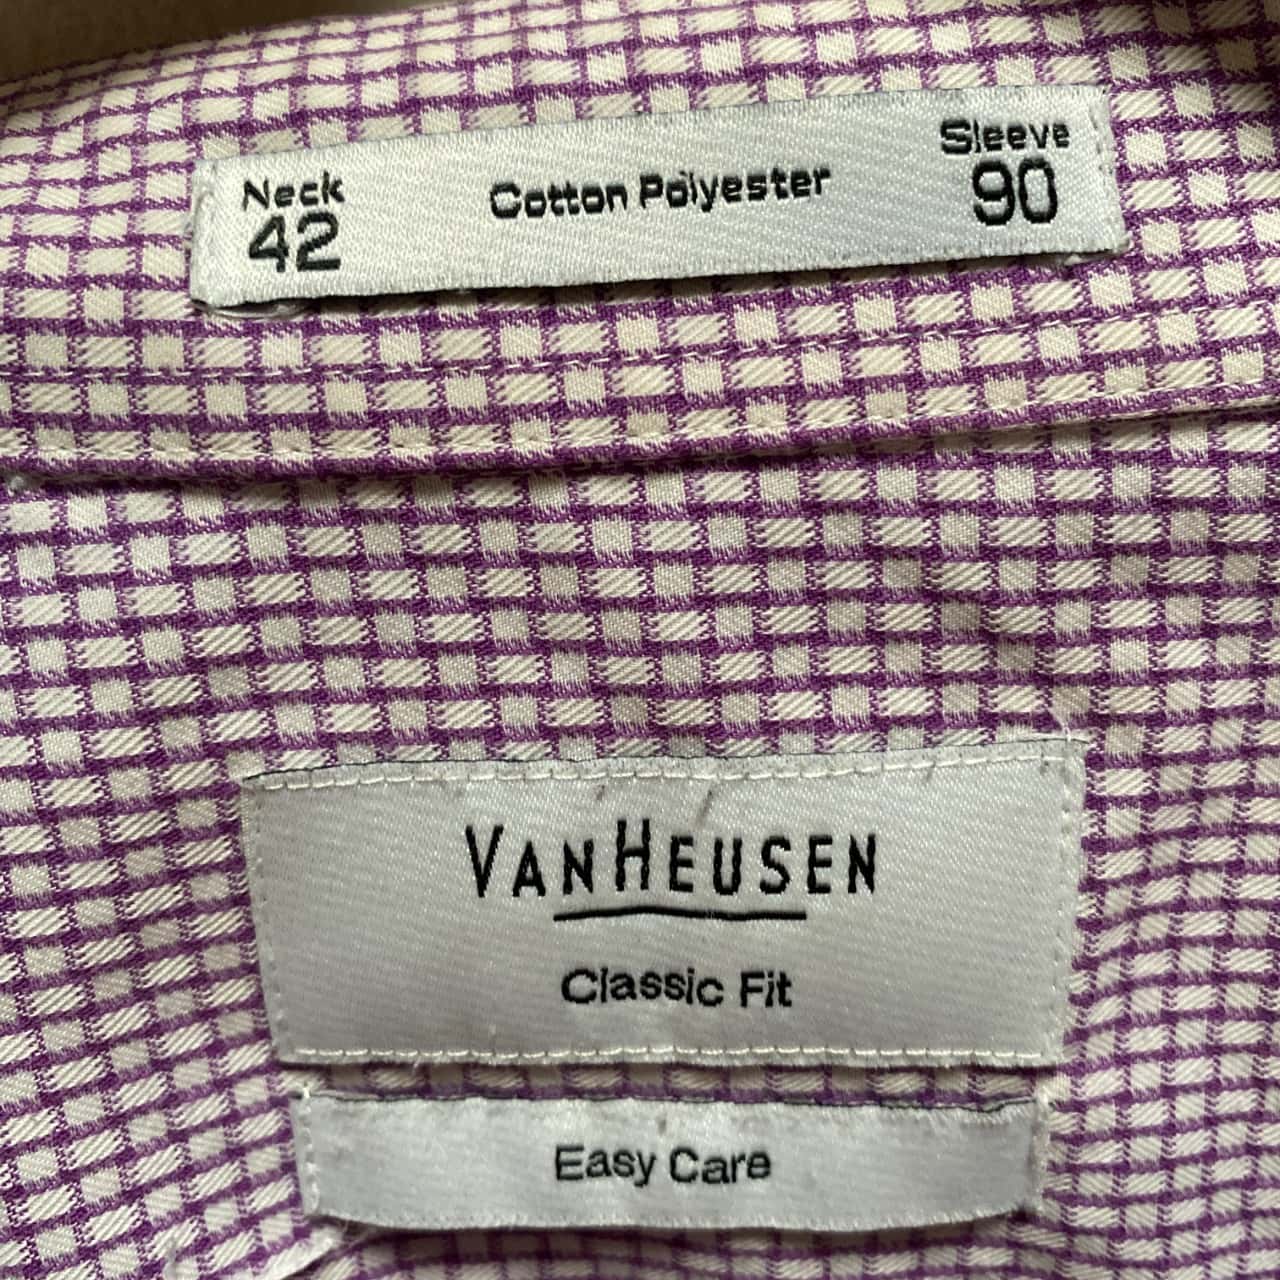 Neck Cotton Polyester Sleeve
42 90
VANHEUSEN
Classic Fit
Easy Care